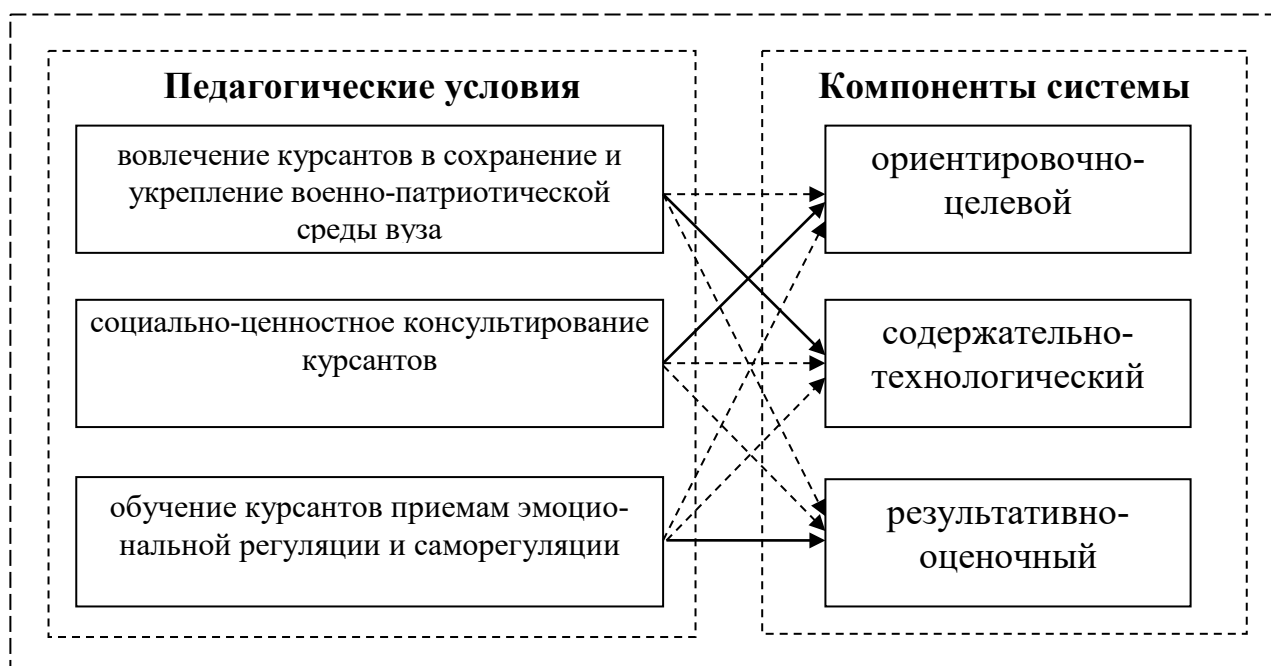 Педагогические условия
вовлечение курсантов в сохранение и
укрепление военно-патриотической
среды вуза
социально-ценностное консультирование
курсантов
обучение курсантов приемам эмоцио-
нальной регуляции и саморегуляции
Компоненты системы
ориентировочно-
целевой
содержательно-
технологический
результативно-
оценочный